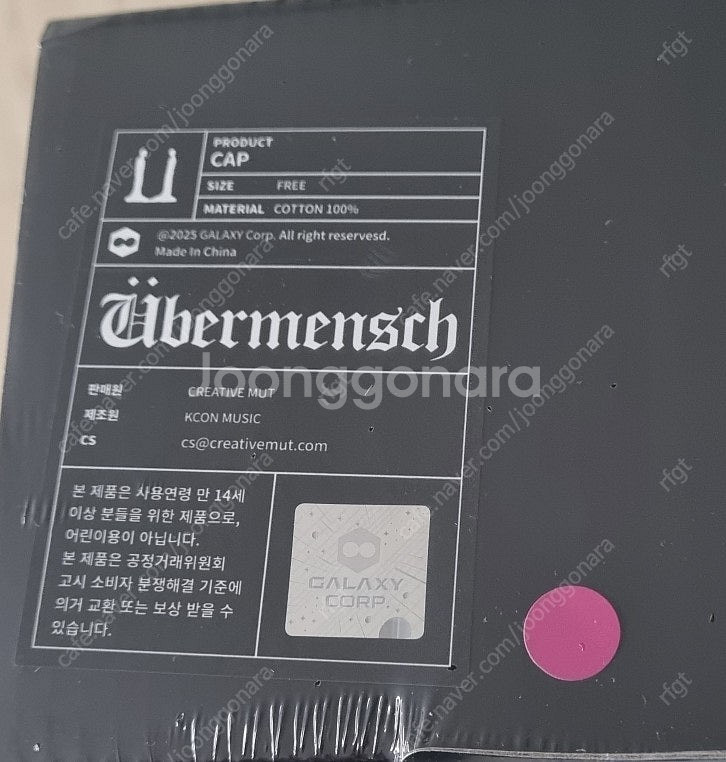 PRODUCT
CAP
SIZE FREE
MATERIAL COTTON 100%
@2025 GALAXY Corp. All right reservesd.
Made In China
Übermensch
Joonggonara
판매원 CREATIVE MUT
제조원 KCON MUSIC
CS cs@creativemut.com
본 제품은 사용연령 만 14세
이상 분들을 위한 제품으로,
어린이용이 아닙니다.
본 제품은 공정거래위원회
고시 소비자 분쟁해결 기준에
의거 교환 또는 보상 받을 수
있습니다.
GALAXY
CORP.
cafe.naver.com/joonggonara
rfgt